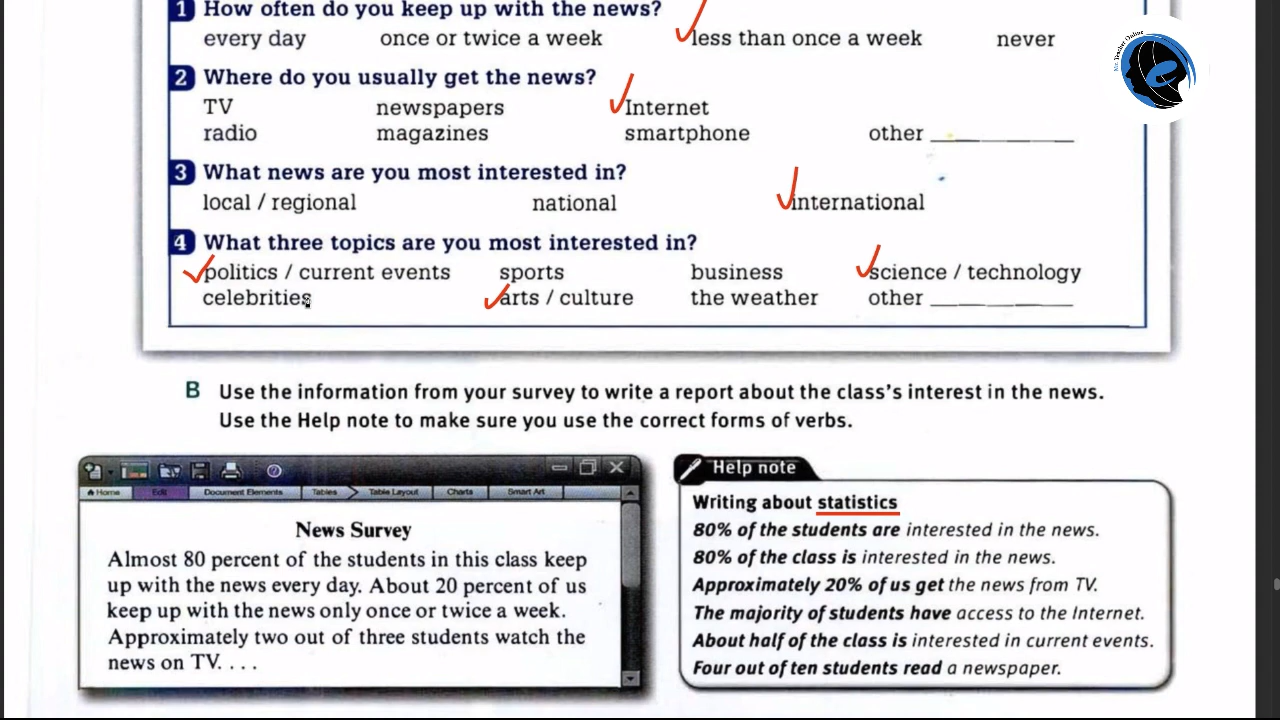 1 How often do you keep up with the news?
every day once or twice a week less than once a week never
2 Where do you usually get the news?
TV newspapers Internet
radio magazines smartphone other
3 What news are you most interested in?
local / regional national international
4 What three topics are you most interested in?
politics / current events sports business science / technology
celebrities arts / culture the weather other
B Use the information from your survey to write a report about the class's interest in the news.
Use the Help note to make sure you use the correct forms of verbs.
Home Edit Document Elements Tables Table Layout Charts Smart Art
News Survey
Almost 80 percent of the students in this class keep
up with the news every day. About 20 percent of us
keep up with the news only once or twice a week.
Approximately two out of three students watch the
news on TV. . . .
Help note
Writing about statistics
80% of the students are interested in the news.
80% of the class is interested in the news.
Approximately 20% of us get the news from TV.
The majority of students have access to the Internet.
About half of the class is interested in current events.
Four out of ten students read a newspaper.